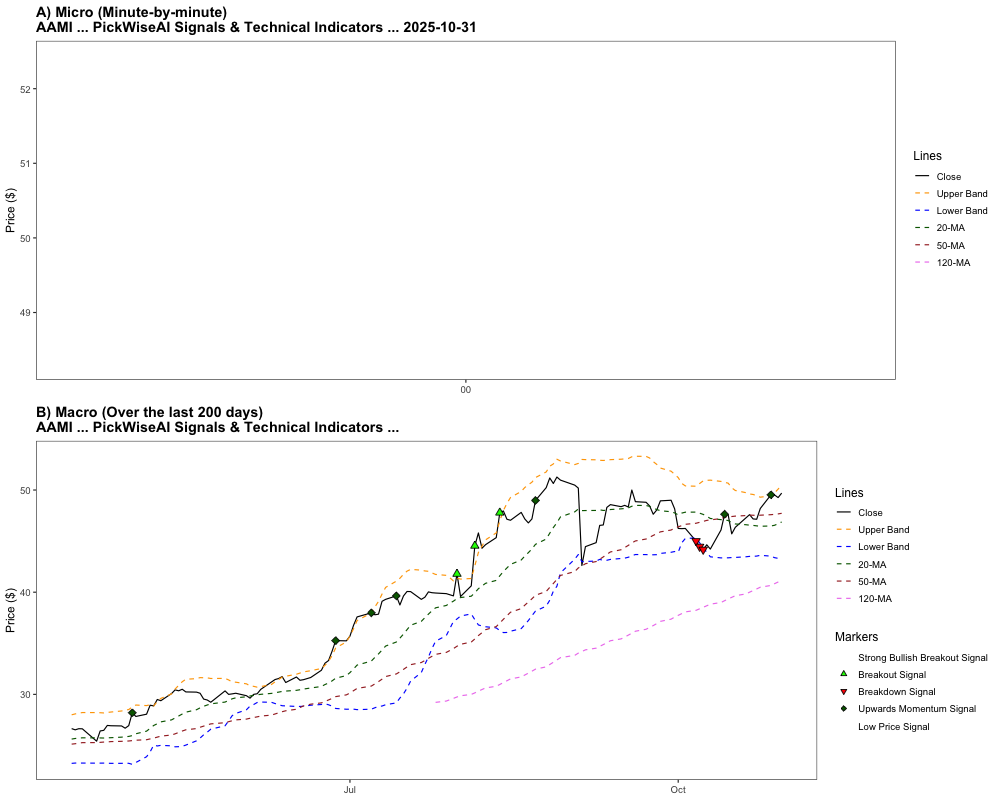 A) Micro (Minute-by-minute)
AAMI ... PickWiseAI Signals & Technical Indicators ... 2025-10-31
52
51
50
49
Price ($)
00
Lines
Close
Upper Band
Lower Band
20-MA
50-MA
120-MA
B) Macro (Over the last 200 days)
AAMI ... PickWiseAI Signals & Technical Indicators ...
50
40
30
Price ($)
Jul
Oct
Lines
Close
Upper Band
Lower Band
20-MA
50-MA
120-MA
Markers
Strong Bullish Breakout Signal
Breakout Signal
Breakdown Signal
Upwards Momentum Signal
Low Price Signal